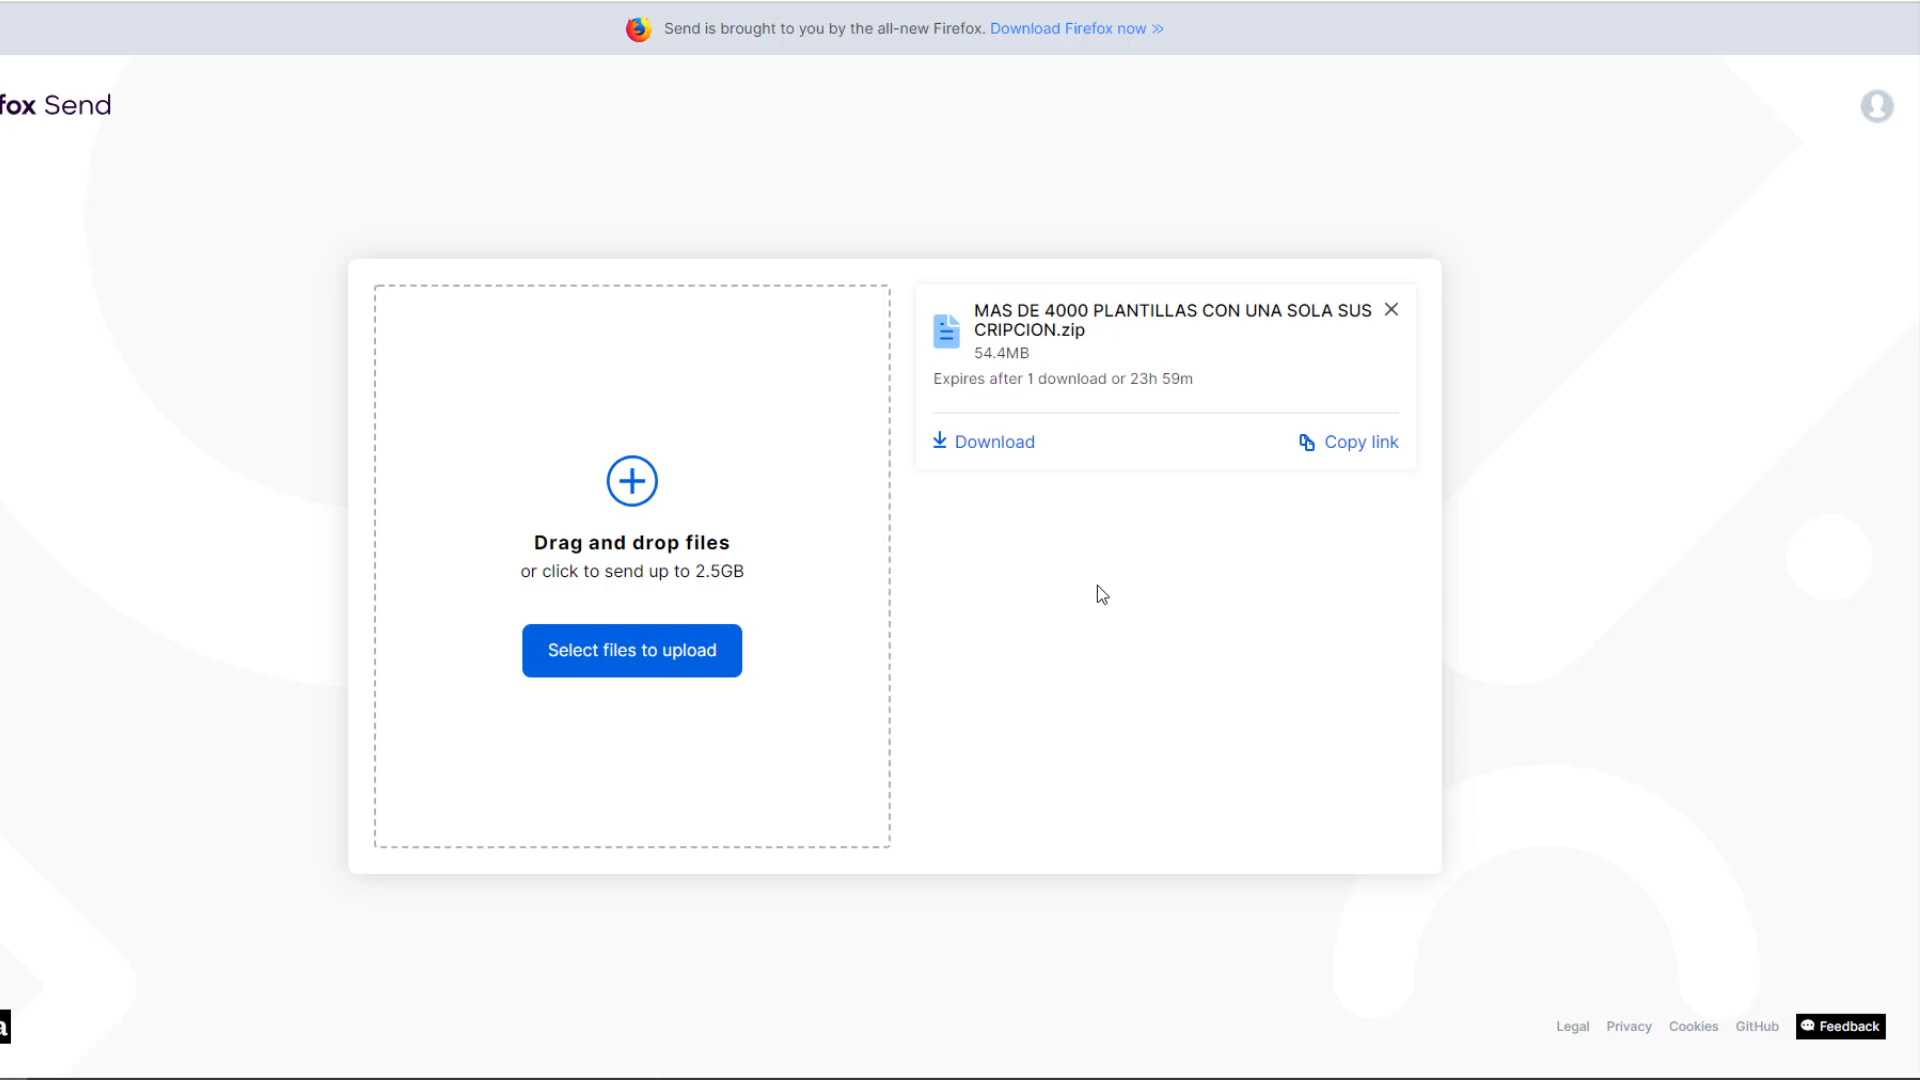 Send is brought to you by the all-new Firefox. Download Firefox now >>
fox Send
MAS DE 4000 PLANTILLAS CON UNA SOLA SUS
CRIPCION.zip
54.4MB
Expires after 1 download or 23h 59m
Download
Copy link
Drag and drop files
or click to send up to 2.5GB
Select files to upload
a
Legal
Privacy
Cookies
GitHub
Feedback